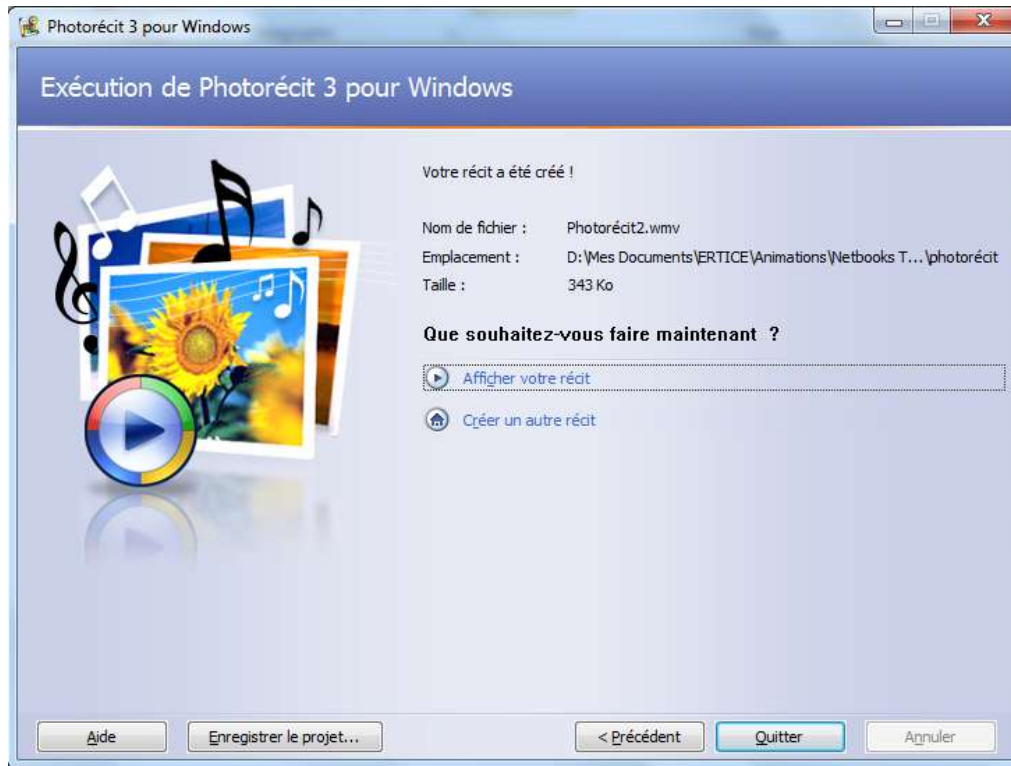 Photorécit 3 pour Windows
Exécution de Photorécit 3 pour Windows
Votre récit a été créé !
Nom de fichier : Photorécit2.wmv
Emplacement : D:\Mes Documents\ERTICE\Animations\Netbooks T...\photorécit
Taille : 343 Ko
Que souhaitez-vous faire maintenant ?
Afficher votre récit
Créer un autre récit
Aide Enregistrer le projet... < Précédent Quitter Annuler